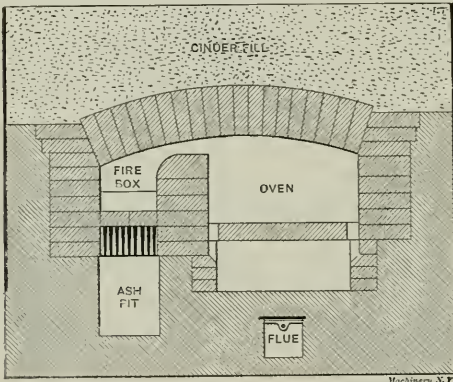 CINDER FILL
FIRE
BOX
OVEN
ASH
PIT
FLUE
Machinery N.Y.